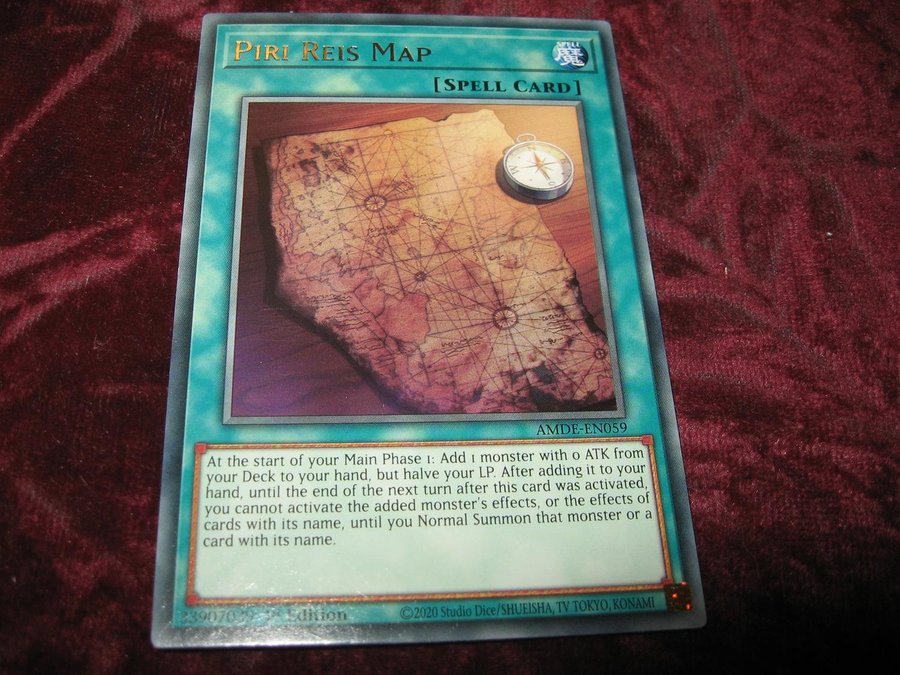 Piri Reis Map
SPELL
魔
[Spell Card]
AMDE-EN059
At the start of your Main Phase 1: Add 1 monster with 0 ATK from
your Deck to your hand, but halve your LP. After adding it to your
hand, until the end of the next turn after this card was activated,
you cannot activate the added monster's effects, or the effects of
cards with its name, until you Normal Summon that monster or a
card with its name.
Edition
©2020 Studio Dice/SHUEISHA, TV TOKYO, KONAMI